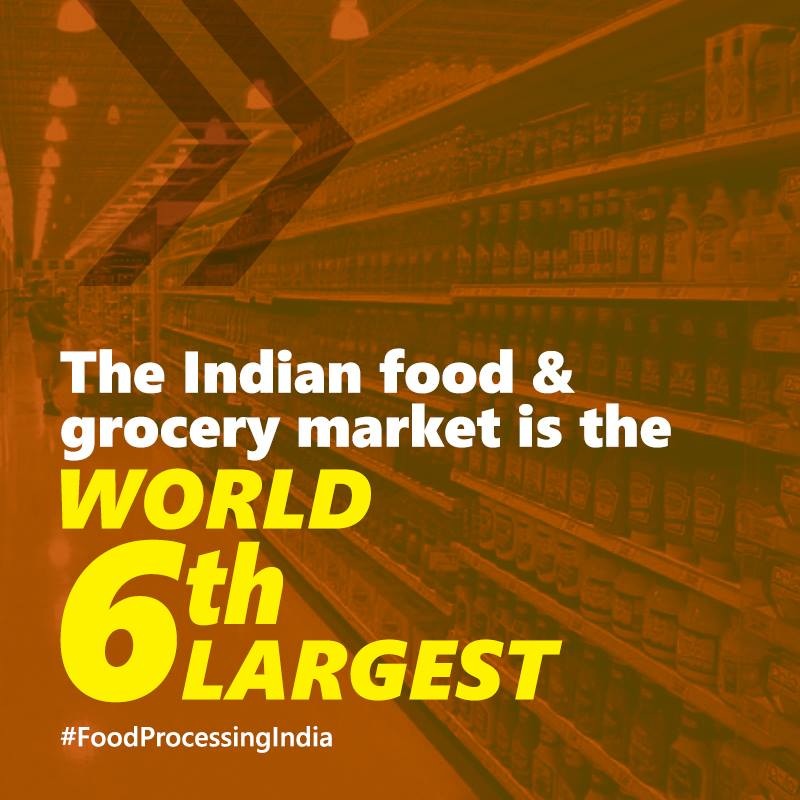 The Indian food &
grocery market is the
WORLD
6th
LARGEST
#FoodProcessingIndia